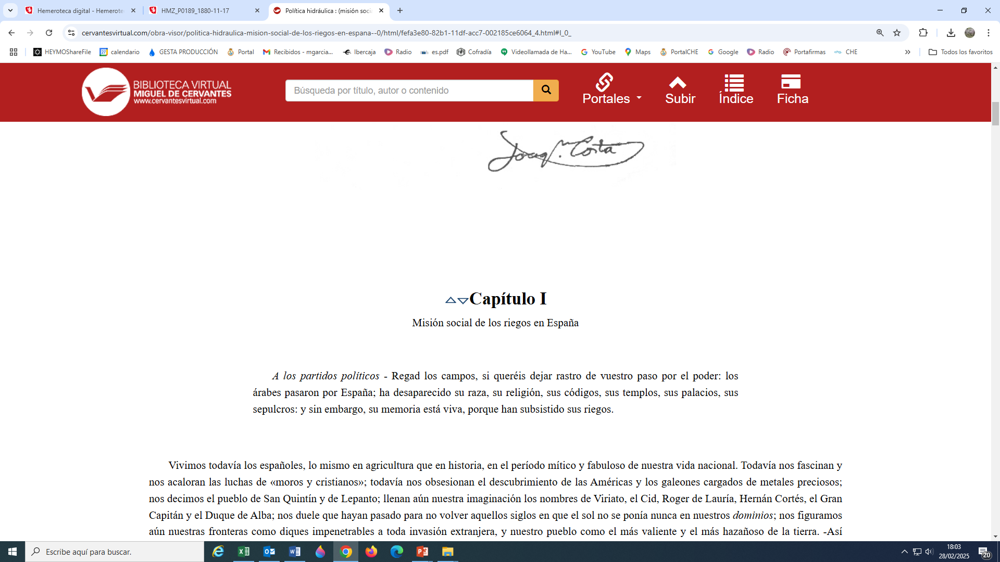 Hemeroteca digital - Hemerote
HMZ_P0189_1880-11-17
Política hidráulica : (misión soci
cervantesvirtual.com/obra-visor/politica-hidraulica-mision-social-de-los-riegos-en-espana--0/html/fefa3e80-82b1-11df-acc7-002185ce6064_4.html#I_0_
HEYMOShareFile
27
calendario
GESTA PRODUCCIÓN
Portal
Recibidos - mgarcia...
Ibercaja
Radio
es.pdf
Cofradía
Videollamada de Ha...
YouTube
Maps
PortalCHE
Google
Radio
Portafirmas
CHE
Todos los favoritos
BIBLIOTECA VIRTUAL
MIGUEL DE CERVANTES
www.cervantesvirtual.com
Búsqueda por título, autor o contenido
Portales
Subir
Índice
Ficha
Joaqⁿ. Costa
Capítulo I
Misión social de los riegos en España
A los partidos políticos - Regad los campos, si queréis dejar rastro de vuestro paso por el poder: los
árabes pasaron por España; ha desaparecido su raza, su religión, sus códigos, sus templos, sus palacios, sus
sepulcros: y sin embargo, su memoria está viva, porque han subsistido sus riegos.
Vivimos todavía los españoles, lo mismo en agricultura que en historia, en el período mítico y fabuloso de nuestra vida nacional. Todavía nos fascinan y
nos acaloran las luchas de «moros y cristianos»; todavía nos obsesionan el descubrimiento de las Américas y los galeones cargados de metales preciosos;
nos decimos el pueblo de San Quintín y de Lepanto; llenan aún nuestra imaginación los nombres de Viriato, el Cid, Roger de Lauría, Hernán Cortés, el Gran
Capitán y el Duque de Alba; nos duele que hayan pasado para no volver aquellos siglos en que el sol no se ponía nunca en nuestros dominios; nos figuramos
aún nuestras fronteras como diques impenetrables a toda invasión extranjera, y nuestro pueblo como el más valiente y el más hazañoso de la tierra. -Así
Escribe aquí para buscar.
18:03
28/02/2025
20